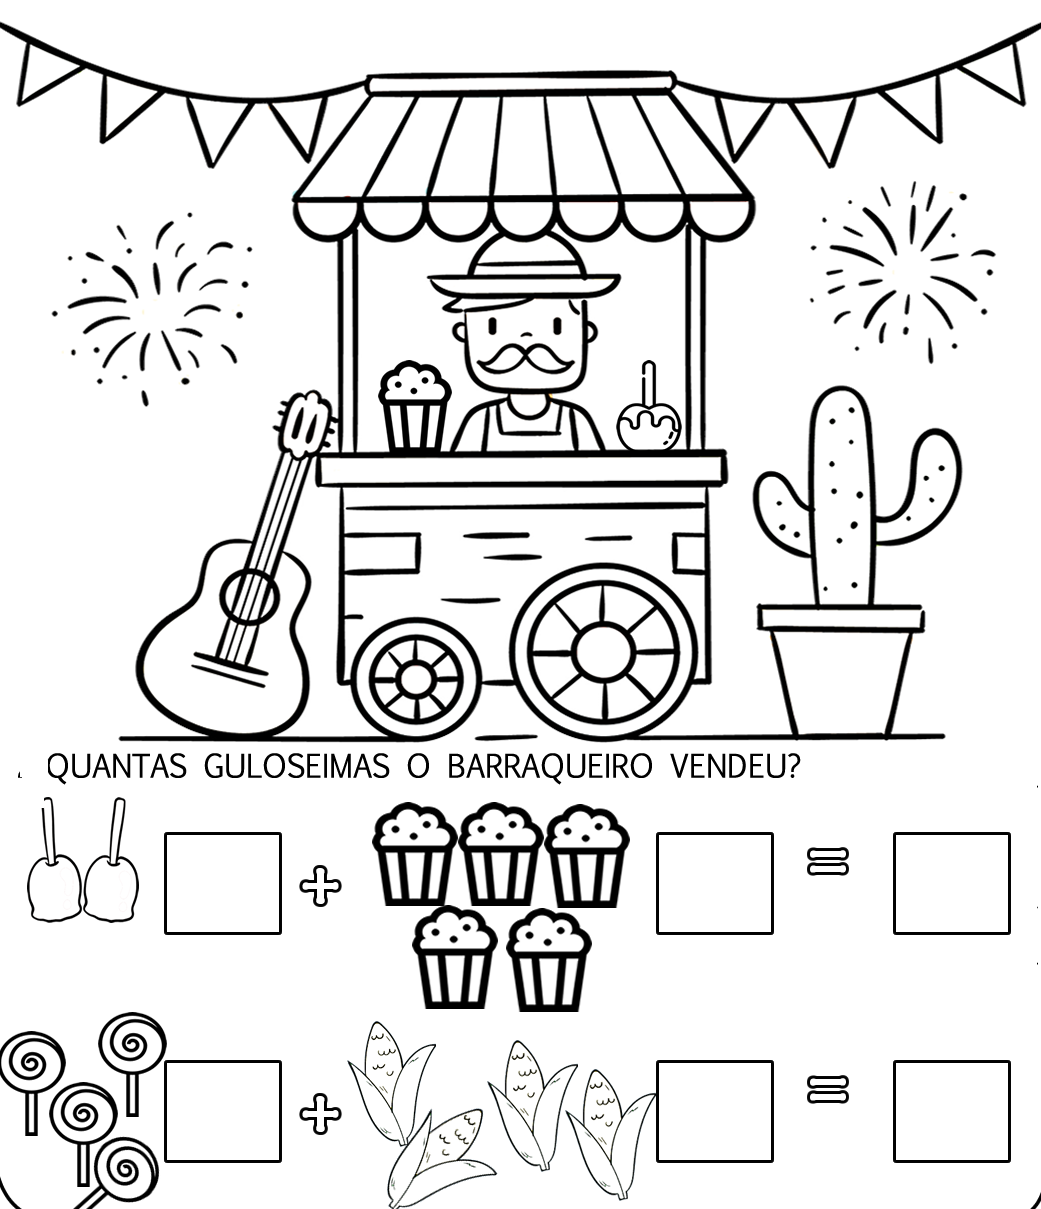 QUANTAS GULOSEIMAS O BARRAQUEIRO VENDEU?
+ =
+ =